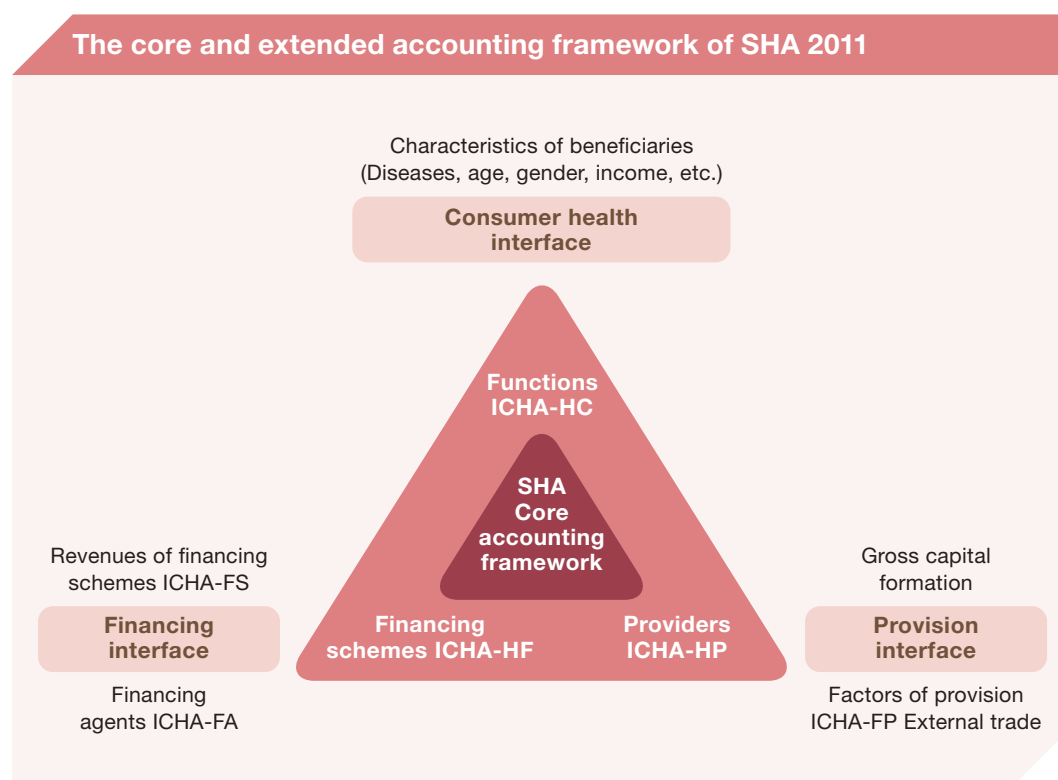 The core and extended accounting framework of SHA 2011
Characteristics of beneficiaries
(Diseases, age, gender, income, etc.)
Consumer health
interface
Functions
ICHA-HC
SHA
Core
accounting
framework
Revenues of financing
schemes ICHA-FS
Financing
interface
Financing
agents ICHA-FA
Financing
schemes ICHA-HF
Providers
ICHA-HP
Gross capital
formation
Provision
interface
Factors of provision
ICHA-FP External trade